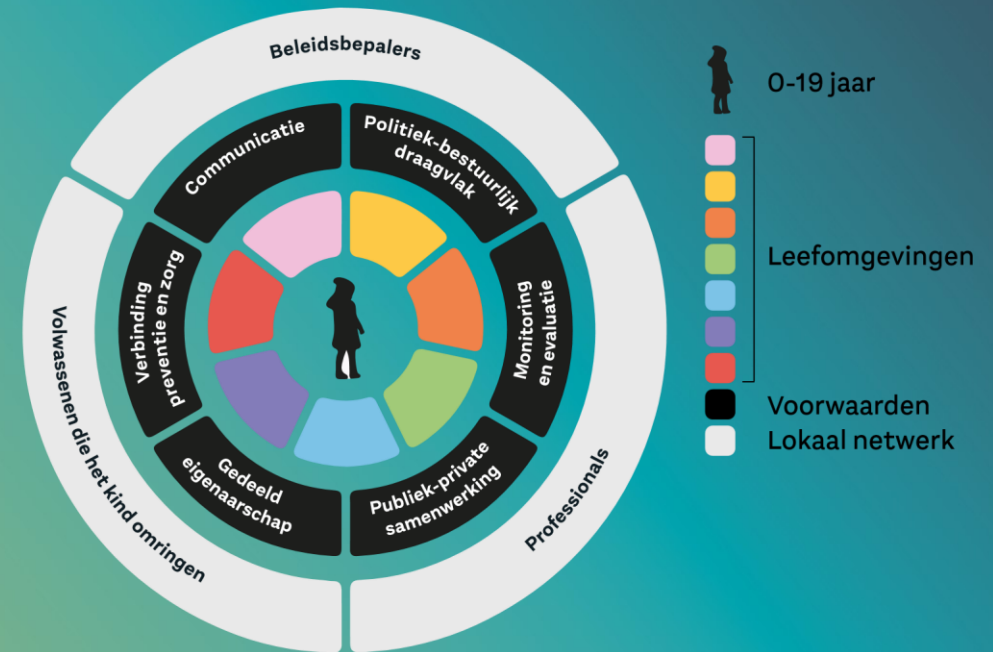 Beleidsbepalers
Communicatie
Politiek-bestuurlijk
draagvlak
Verbinding
preventie en zorg
Monitoring
en evaluatie
Gedeeld
eigenaarschap
Publiek-private
samenwerking
Volwassenen die het kind omringen
Professionals
0-19 jaar
Leefomgevingen
Voorwaarden
Lokaal netwerk